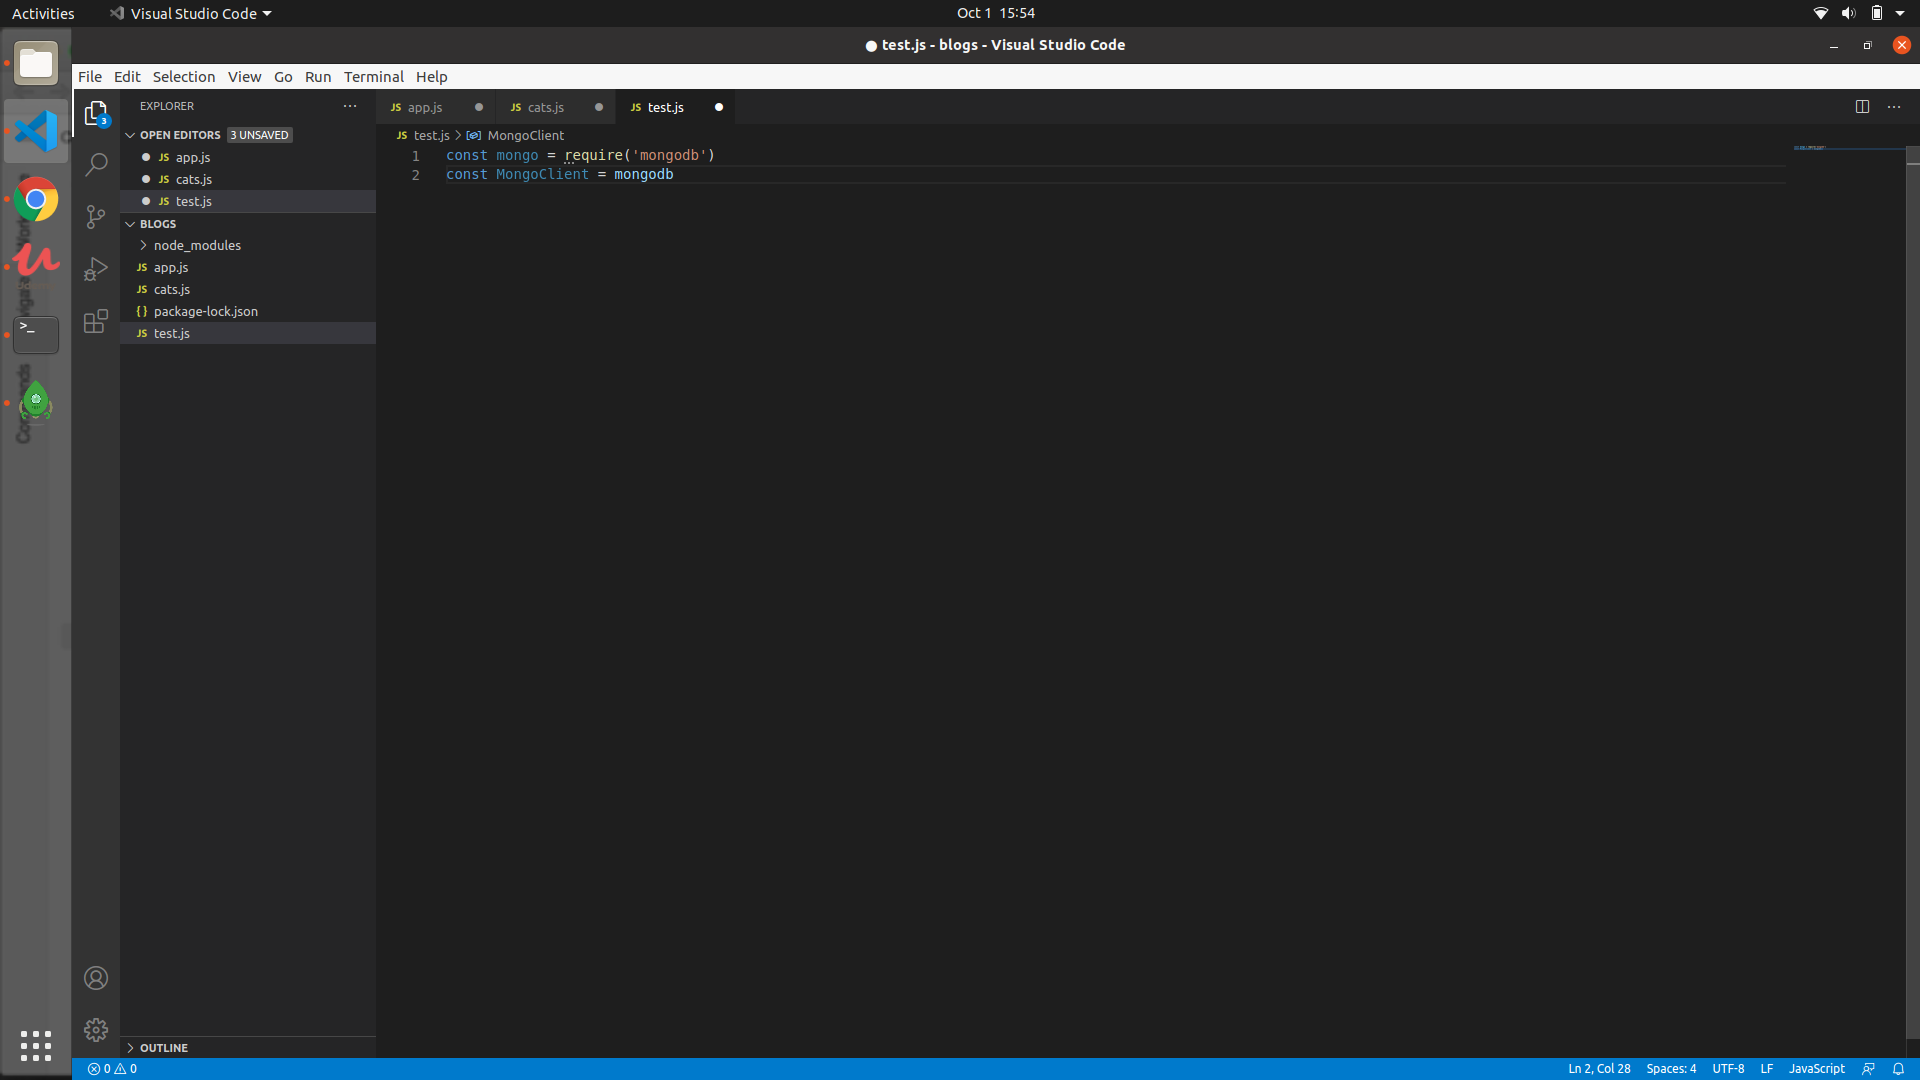 Activities
Visual Studio Code
Oct 1 15:54
● test.js - blogs - Visual Studio Code
File Edit Selection View Go Run Terminal Help
3
EXPLORER
OPEN EDITORS 3 UNSAVED
JS app.js
JS cats.js
JS test.js
BLOGS
node_modules
JS app.js
JS cats.js
{ } package-lock.json
JS test.js
OUTLINE
JS app.js
JS cats.js
JS test.js
JS test.js > MongoClient
1 const mongo = require('mongodb')
2 const MongoClient = mongodb
>_
0 0
Ln 2, Col 28 Spaces: 4 UTF-8 LF JavaScript